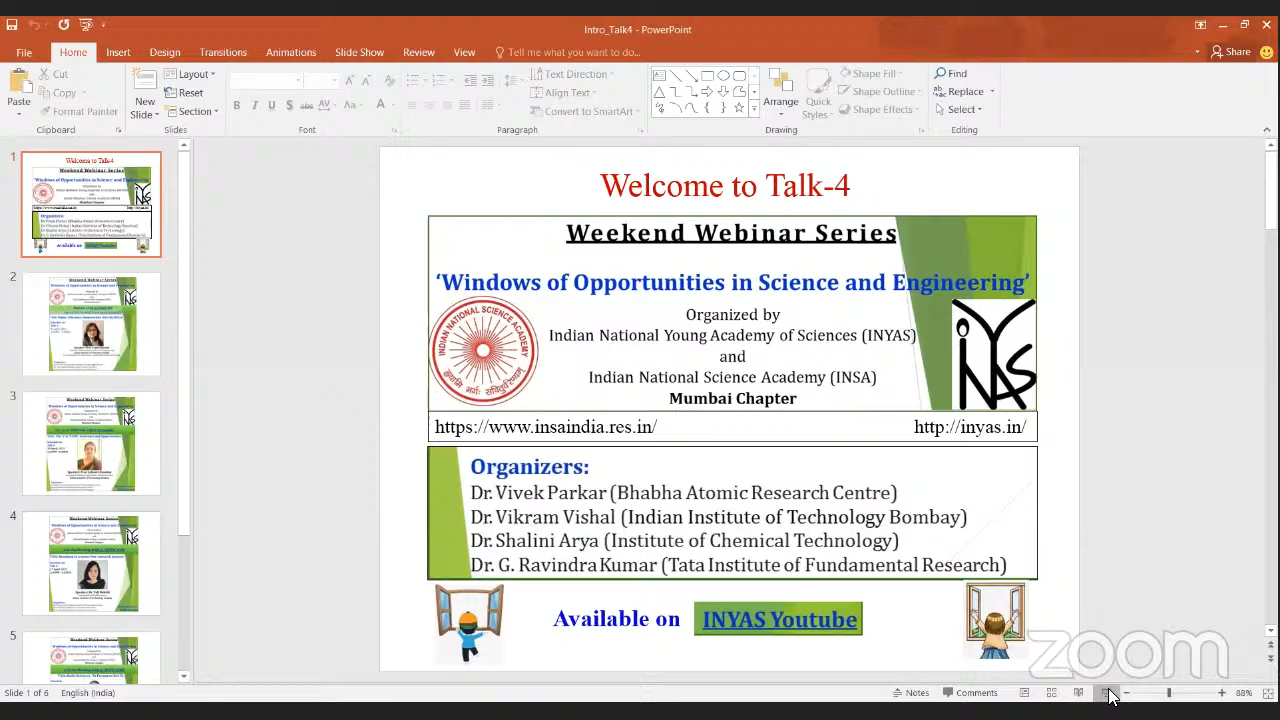 Intro_Talk4 - PowerPoint
File Home Insert Design Transitions Animations Slide Show Review View Tell me what you want to do... Share
Paste
Cut
Copy
Format Painter
Clipboard
New
Slide
Layout
Reset
Section
Slides
Font
Text Direction
Align Text
Convert to SmartArt
Paragraph
Arrange
Quick
Styles
Shape Fill
Shape Outline
Shape Effects
Drawing
Find
Replace
Select
Editing
1
2
3
4
5
Welcome to Talk-4
Weekend Webinar Series
‘Windows of Opportunities in Science and Engineering’
Organized by
Indian National Young Academy of Sciences (INYAS)
and
Indian National Science Academy (INSA)
Mumbai Chapter
https://www.insaindia.res.in/ http://inyas.in/
Organizers:
Dr. Vivek Parkar (Bhabha Atomic Research Centre)
Dr. Vikram Vishal (Indian Institute of Technology Bombay)
Dr. Shalini Arya (Institute of Chemical Technology)
Dr. G. Ravindra Kumar (Tata Institute of Fundamental Research)
Available on INYAS Youtube
zoom
Slide 1 of 6 English (India) Notes Comments 88%